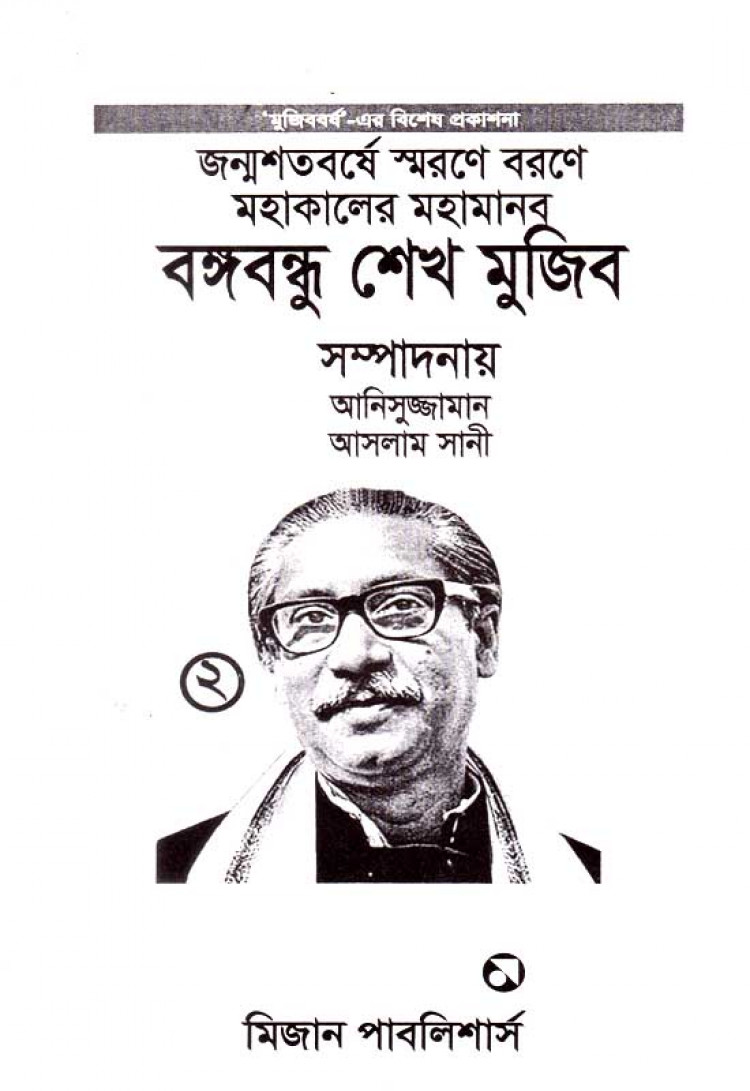 'মুজিববর্ষ'-এর বিশেষ প্রকাশনা
জন্মশতবর্ষে স্মরণে বরণে
মহাকালের মহামানব
বঙ্গবন্ধু শেখ মুজিব
সম্পাদনায়
আনিসুজ্জামান
আসলাম সানী
২
মিজান পাবলিশার্স